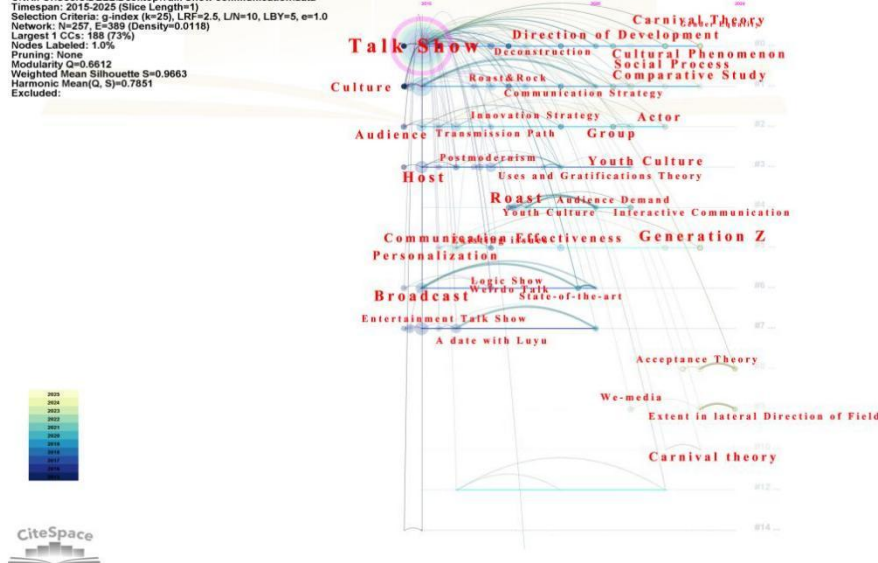 Timespan: 2015-2025 (Slice Length=1)
Selection Criteria: g-index (k=25), LRF=2.5, L/N=10, LBY=5, e=1.0
Network: N=257, E=389 (Density=0.0118)
Largest 1 CCs: 188 (73%)
Nodes Labeled: 1.0%
Pruning: None
Modularity Q=0.6612
Weighted Mean Silhouette S=0.9663
Harmonic Mean(Q, S)=0.7851
Excluded:
Carnival Theory
Direction of Development
Talk Show
Deconstruction
Cultural Phenomenon
Social Process
Comparative Study
Roast&Rock
Culture
Communication Strategy
Innovation Strategy
Actor
Audience
Transmission Path
Group
Postmodernism
Youth Culture
Host
Uses and Gratifications Theory
Roast
Audience Demand
Youth Culture
Interactive Communication
Communication Effectiveness
Generation Z
Personalization
Logic Show
Weirdo Talk
Broadcast
State-of-the-art
#6
Entertainment Talk Show
#7
A date with Luyu
Acceptance Theory
We-media
Extent in lateral Direction of Field
Carnival theory
#12
#14
2025
2024
2023
2022
2021
2020
CiteSpace